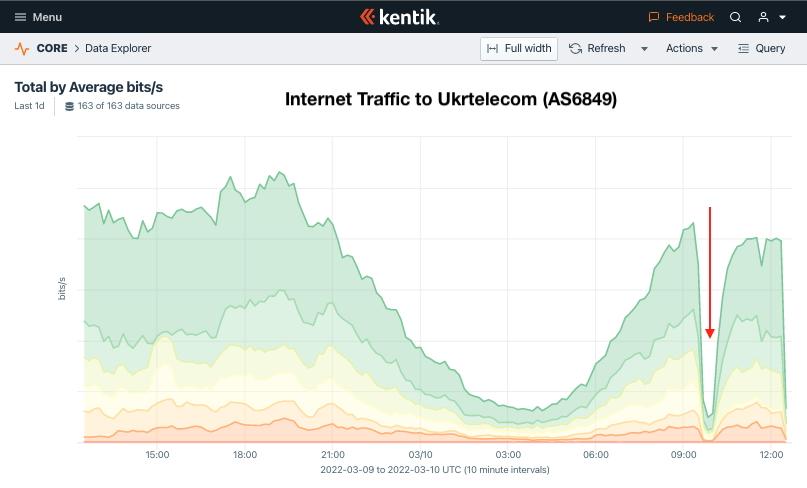 Menu
kentik.
Feedback
CORE > Data Explorer
Full width
Refresh
Actions
Query
Total by Average bits/s
Last 1d
163 of 163 data sources
Internet Traffic to Ukrtelecom (AS6849)
bits/s
15:00 18:00 21:00 03/10 03:00 06:00 09:00 12:00
2022-03-09 to 2022-03-10 UTC (10 minute intervals)